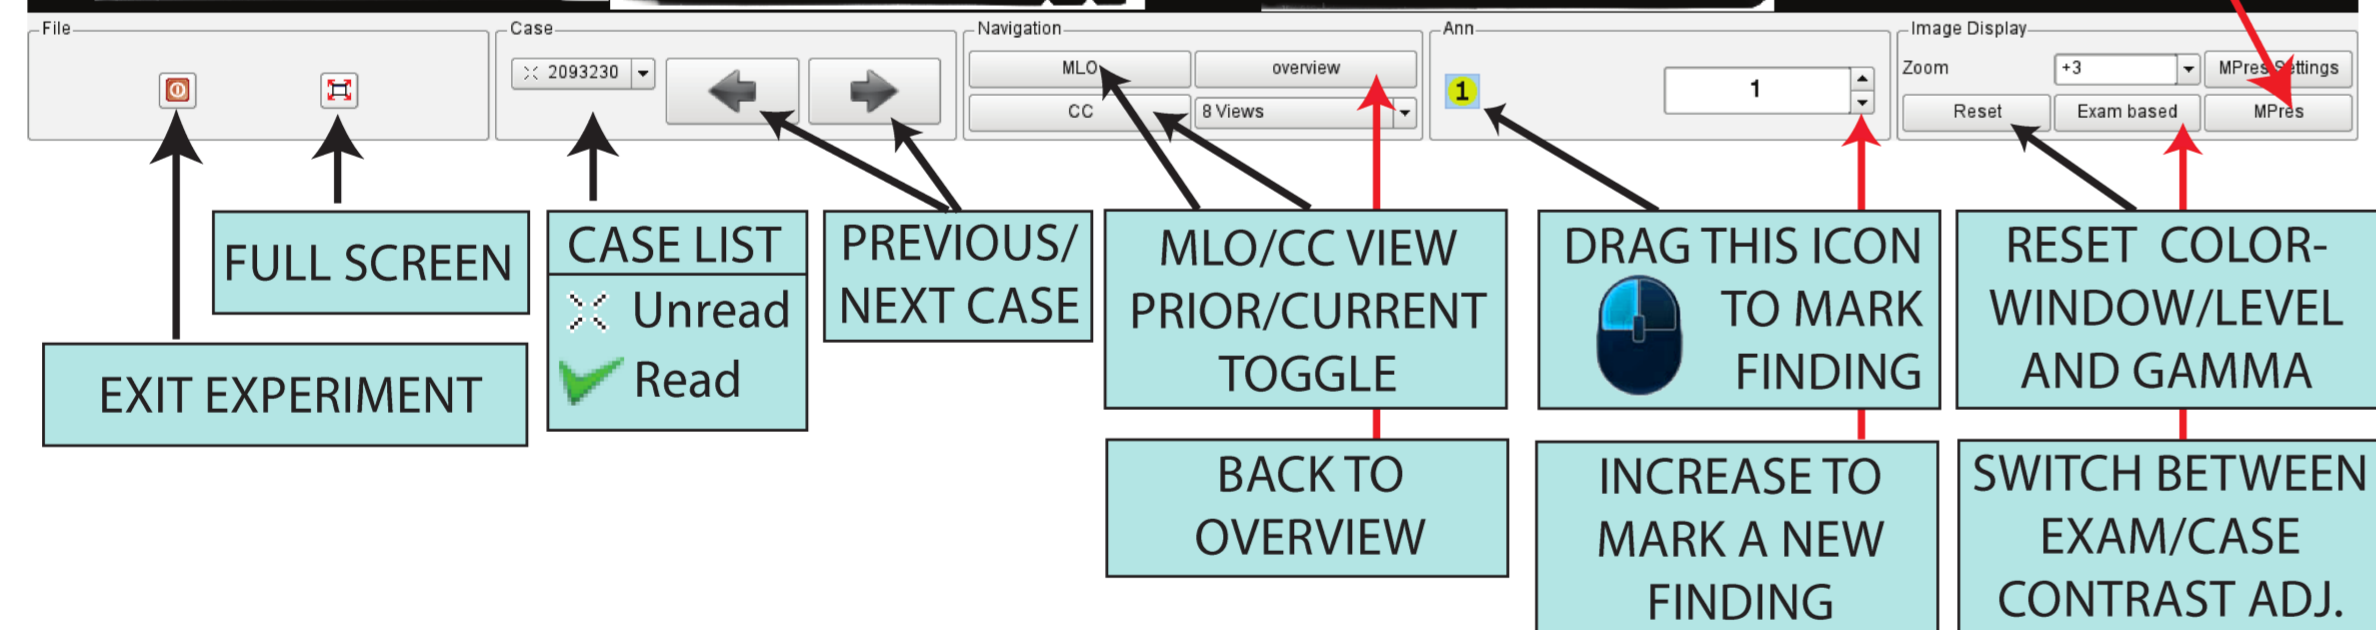 File
Case
Navigation
Ann
Image Display
2093230
MLO
overview
CC
8 Views
1
1
Zoom
+3
MPres Settings
Reset
Exam based
MPres
FULL SCREEN
EXIT EXPERIMENT
CASE LIST
Unread
Read
PREVIOUS/
NEXT CASE
MLO/CC VIEW
PRIOR/CURRENT
TOGGLE
BACK TO
OVERVIEW
DRAG THIS ICON
TO MARK
FINDING
INCREASE TO
MARK A NEW
FINDING
RESET COLOR-
WINDOW/LEVEL
AND GAMMA
SWITCH BETWEEN
EXAM/CASE
CONTRAST ADJ.